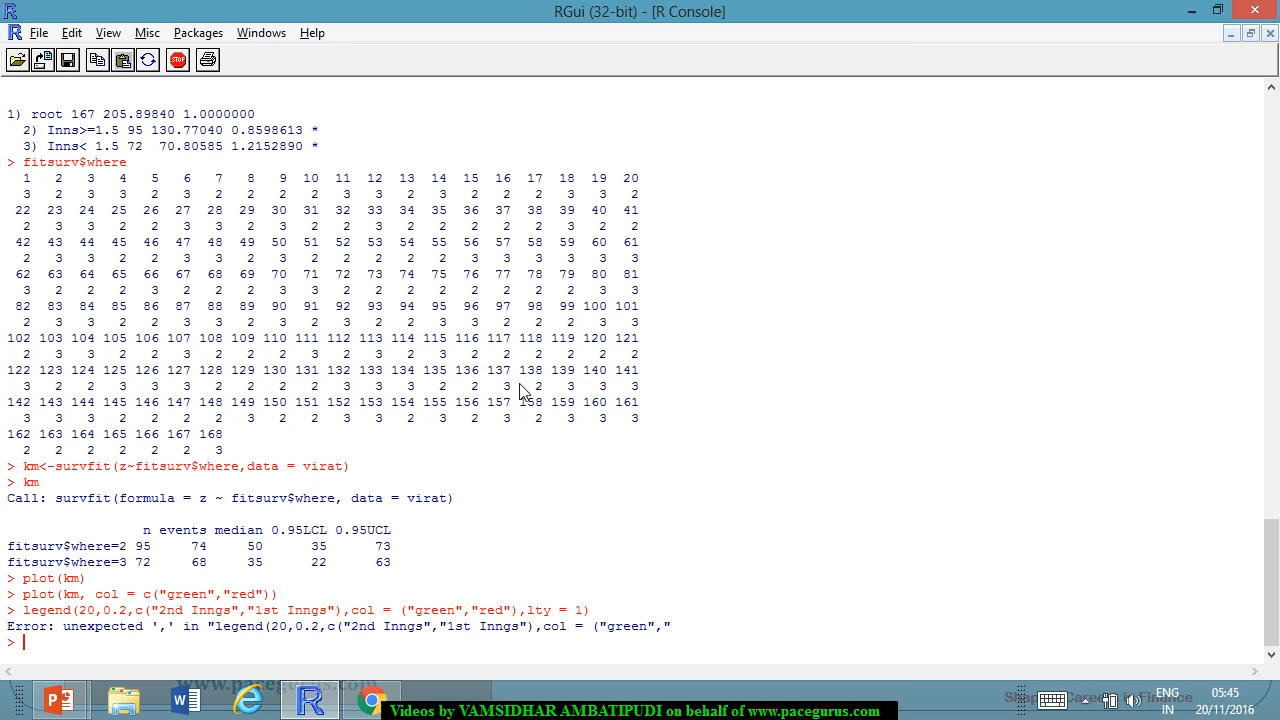 RGui (32-bit) - [R Console]
File Edit View Misc Packages Windows Help
STOP
1) root 167 205.89840 1.0000000
2) Inns>=1.5 95 130.77040 0.8598613 *
3) Inns< 1.5 72 70.80585 1.2152890 *
> fitsurv$where
1 2 3 4 5 6 7 8 9 10 11 12 13 14 15 16 17 18 19 20
3 2 3 3 2 3 2 2 2 2 3 3 2 3 2 2 2 3 3 2
22 23 24 25 26 27 28 29 30 31 32 33 34 35 36 37 38 39 40 41
2 3 3 2 2 3 3 2 3 2 2 3 2 2 2 2 2 3 2 2
42 43 44 45 46 47 48 49 50 51 52 53 54 55 56 57 58 59 60 61
2 3 3 2 2 3 3 2 3 2 2 2 2 2 3 3 3 3 3 3
62 63 64 65 66 67 68 69 70 71 72 73 74 75 76 77 78 79 80 81
3 2 2 2 3 2 2 2 3 3 2 2 2 2 2 2 2 2 3 3
82 83 84 85 86 87 88 89 90 91 92 93 94 95 96 97 98 99 100 101
2 3 3 2 2 3 3 2 3 2 3 2 2 3 3 2 2 2 3 3
102 103 104 105 106 107 108 109 110 111 112 113 114 115 116 117 118 119 120 121
2 3 3 2 2 3 2 2 2 3 2 3 2 3 2 2 2 2 2 2
122 123 124 125 126 127 128 129 130 131 132 133 134 135 136 137 138 139 140 141
3 2 2 3 3 3 2 2 2 2 3 3 3 2 2 3 2 3 3 3
142 143 144 145 146 147 148 149 150 151 152 153 154 155 156 157 158 159 160 161
3 3 3 2 2 2 2 3 2 2 3 3 2 3 2 3 2 3 3 3
162 163 164 165 166 167 168
2 2 2 2 2 2 3
> km<-survfit(z~fitsurv$where,data = virat)
> km
Call: survfit(formula = z ~ fitsurv$where, data = virat)
n events median 0.95LCL 0.95UCL
fitsurv$where=2 95 74 50 35 73
fitsurv$where=3 72 68 35 22 63
> plot(km)
> plot(km, col = c("green","red"))
> legend(20,0.2,c("2nd Inngs","1st Inngs"),col = ("green","red"),lty = 1)
Error: unexpected ',' in "legend(20,0.2,c("2nd Inngs","1st Inngs"),col = ("green","
>
www.pacegurus.com
Shaping Career in Finance
ENG 05:45
IN 20/11/2016
Videos by VAMSIDHAR AMBATIPUDI on behalf of www.pacegurus.com